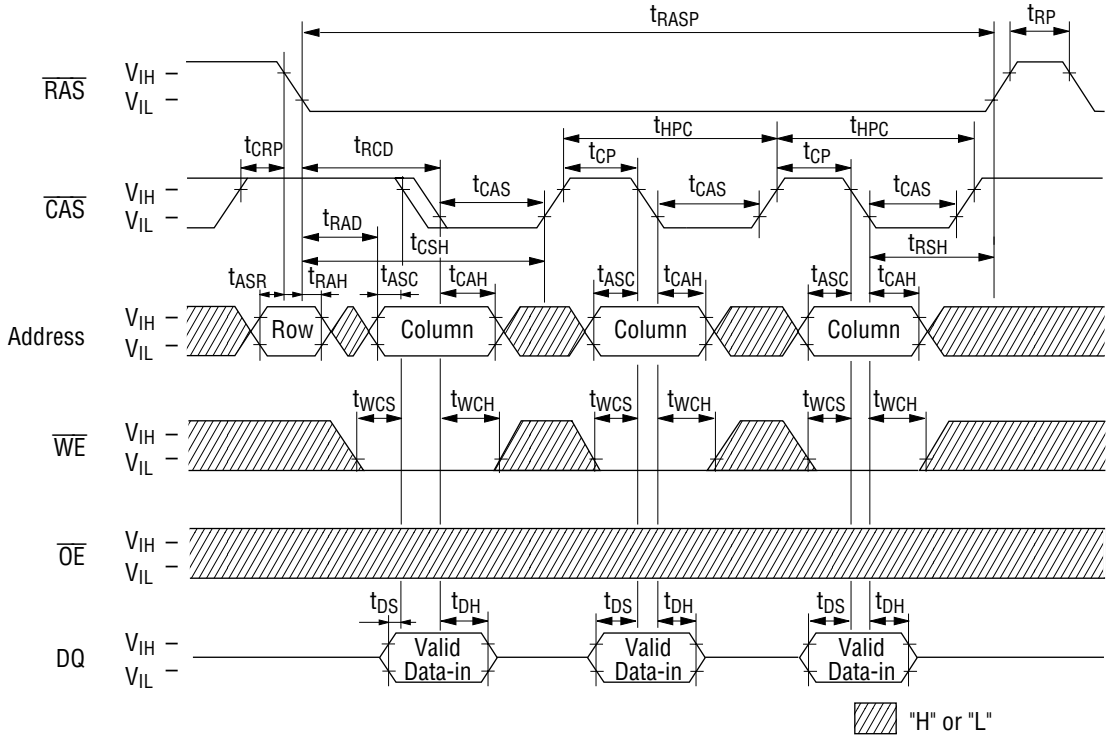 tRASP tRP
RAS VIH – VIL –
tCRP tRCD tHPC tHPC
tCP tCP
CAS VIH – VIL –
tCAS tCAS tCAS
tRAD tCSH tRSH
tASR tRAH tASC tCAH tASC tCAH tASC tCAH
Address VIH – VIL –
Row Column Column Column
tWCS tWCH tWCS tWCH tWCS tWCH
WE VIH – VIL –
OE VIH – VIL –
tDS tDH tDS tDH tDS tDH
DQ VIH – VIL –
Valid Valid Valid
Data-in Data-in Data-in
"H" or "L"